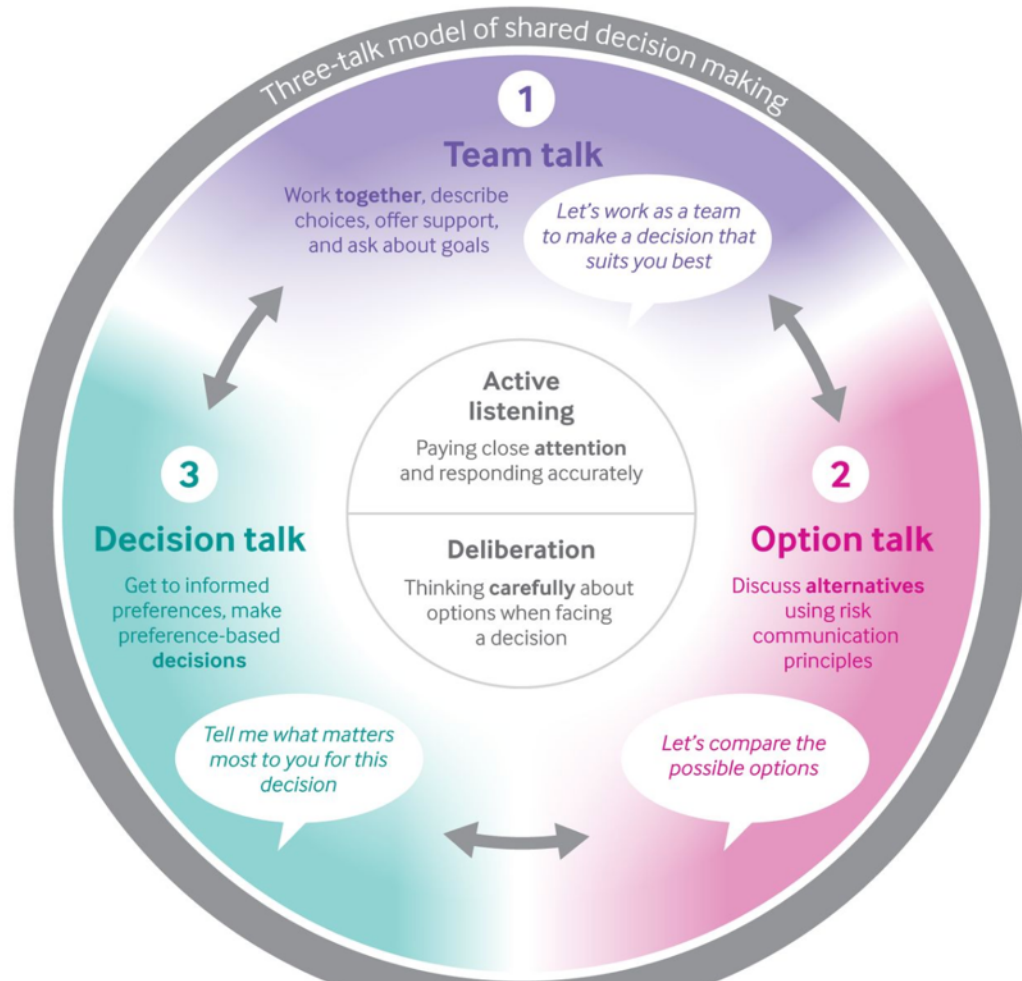 Three-talk model of shared decision making
1
Team talk
Work together, describe
choices, offer support,
and ask about goals
Let's work as a team
to make a decision that
suits you best
Active
listening
Paying close attention
and responding accurately
Deliberation
Thinking carefully about
options when facing
a decision
2
Option talk
Discuss alternatives
using risk
communication
principles
Let's compare the
possible options
3
Decision talk
Get to informed
preferences, make
preference-based
decisions
Tell me what matters
most to you for this
decision